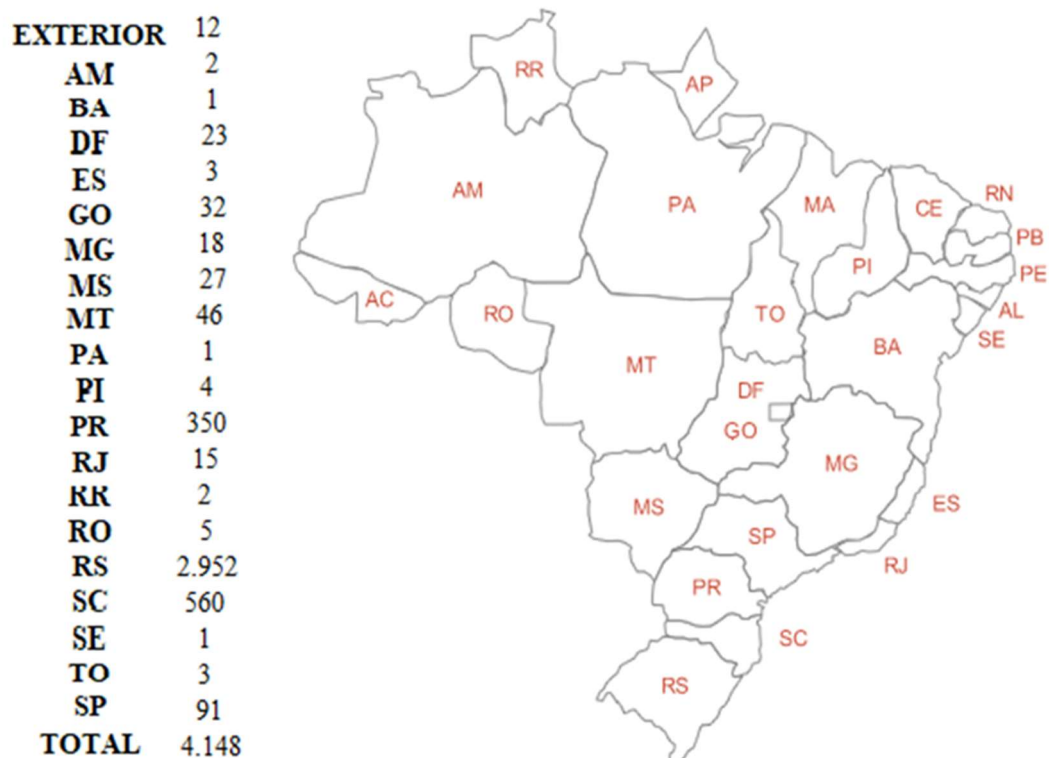 EXTERIOR 12
AM 2
BA 1
DF 23
ES 3
GO 32
MG 18
MS 27
MT 46
PA 1
PI 4
PR 350
RJ 15
RR 2
RO 5
RS 2.952
SC 560
SE 1
TO 3
SP 91
TOTAL 4.148
RR
AP
AM
PA
MA
CE
RN
PB
PI
PE
AC
RO
TO
AL
SE
BA
MT
DF
GO
MG
MS
ES
SP
RJ
PR
SC
RS